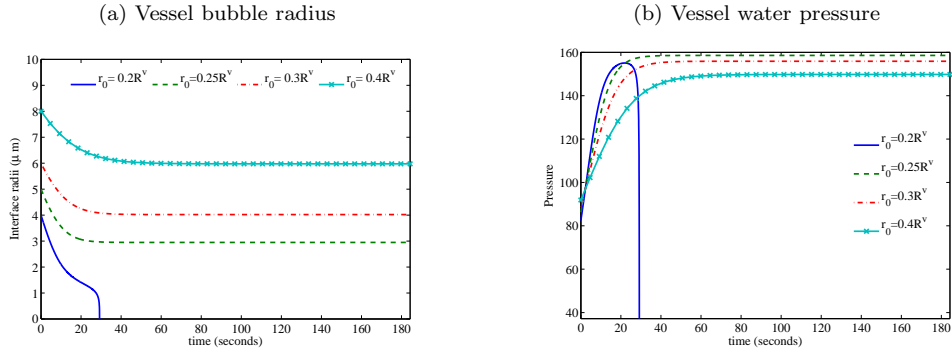 (a) Vessel bubble radius
(b) Vessel water pressure
10
9
8
7
6
5
4
3
2
1
0
Interface radii (μ m)
r₀= 0.2Rᵛ r₀=0.25Rᵛ r₀= 0.3Rᵛ r₀= 0.4Rᵛ
0 20 40 60 80 100 120 140 160 180
time (seconds)
160
140
120
100
80
60
40
Pressure
r₀=0.2Rᵛ
r₀=0.25Rᵛ
r₀=0.3Rᵛ
r₀=0.4Rᵛ
0 20 40 60 80 100 120 140 160 180
time (seconds)